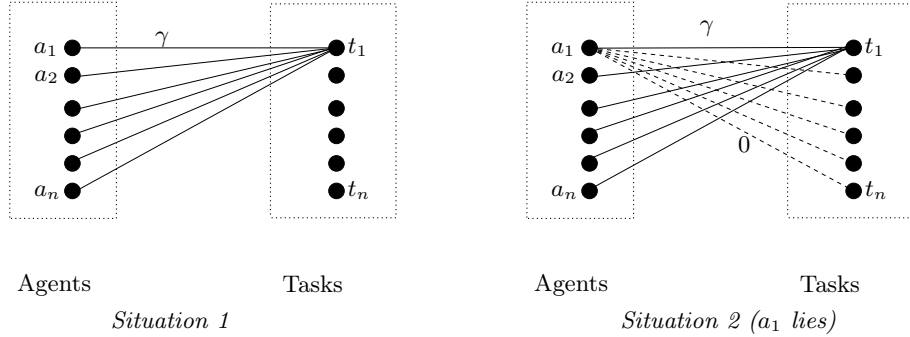 a₁ γ t₁
a₂
aₙ tₙ
Agents Tasks
Situation 1
a₁ γ t₁
a₂
0
aₙ tₙ
Agents Tasks
Situation 2 (a₁ lies)